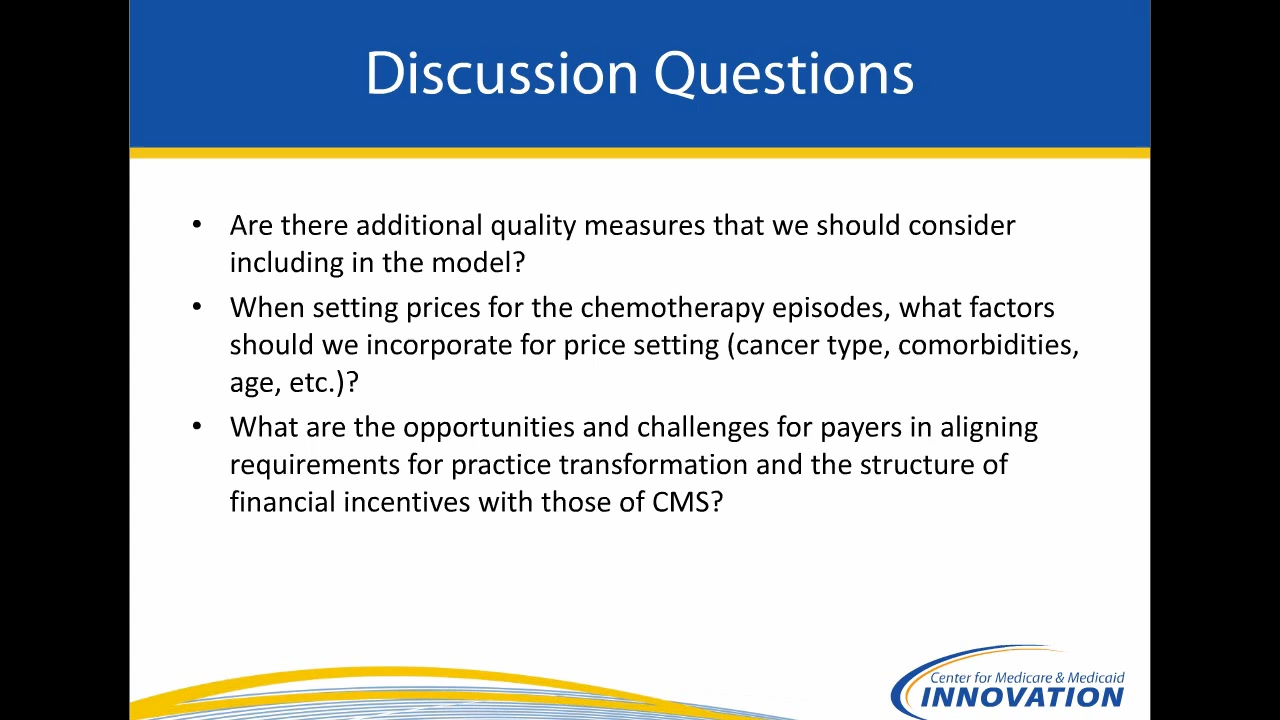 Discussion Questions
• Are there additional quality measures that we should consider
including in the model?
• When setting prices for the chemotherapy episodes, what factors
should we incorporate for price setting (cancer type, comorbidities,
age, etc.)?
• What are the opportunities and challenges for payers in aligning
requirements for practice transformation and the structure of
financial incentives with those of CMS?
Center for Medicare & Medicaid
INNOVATION